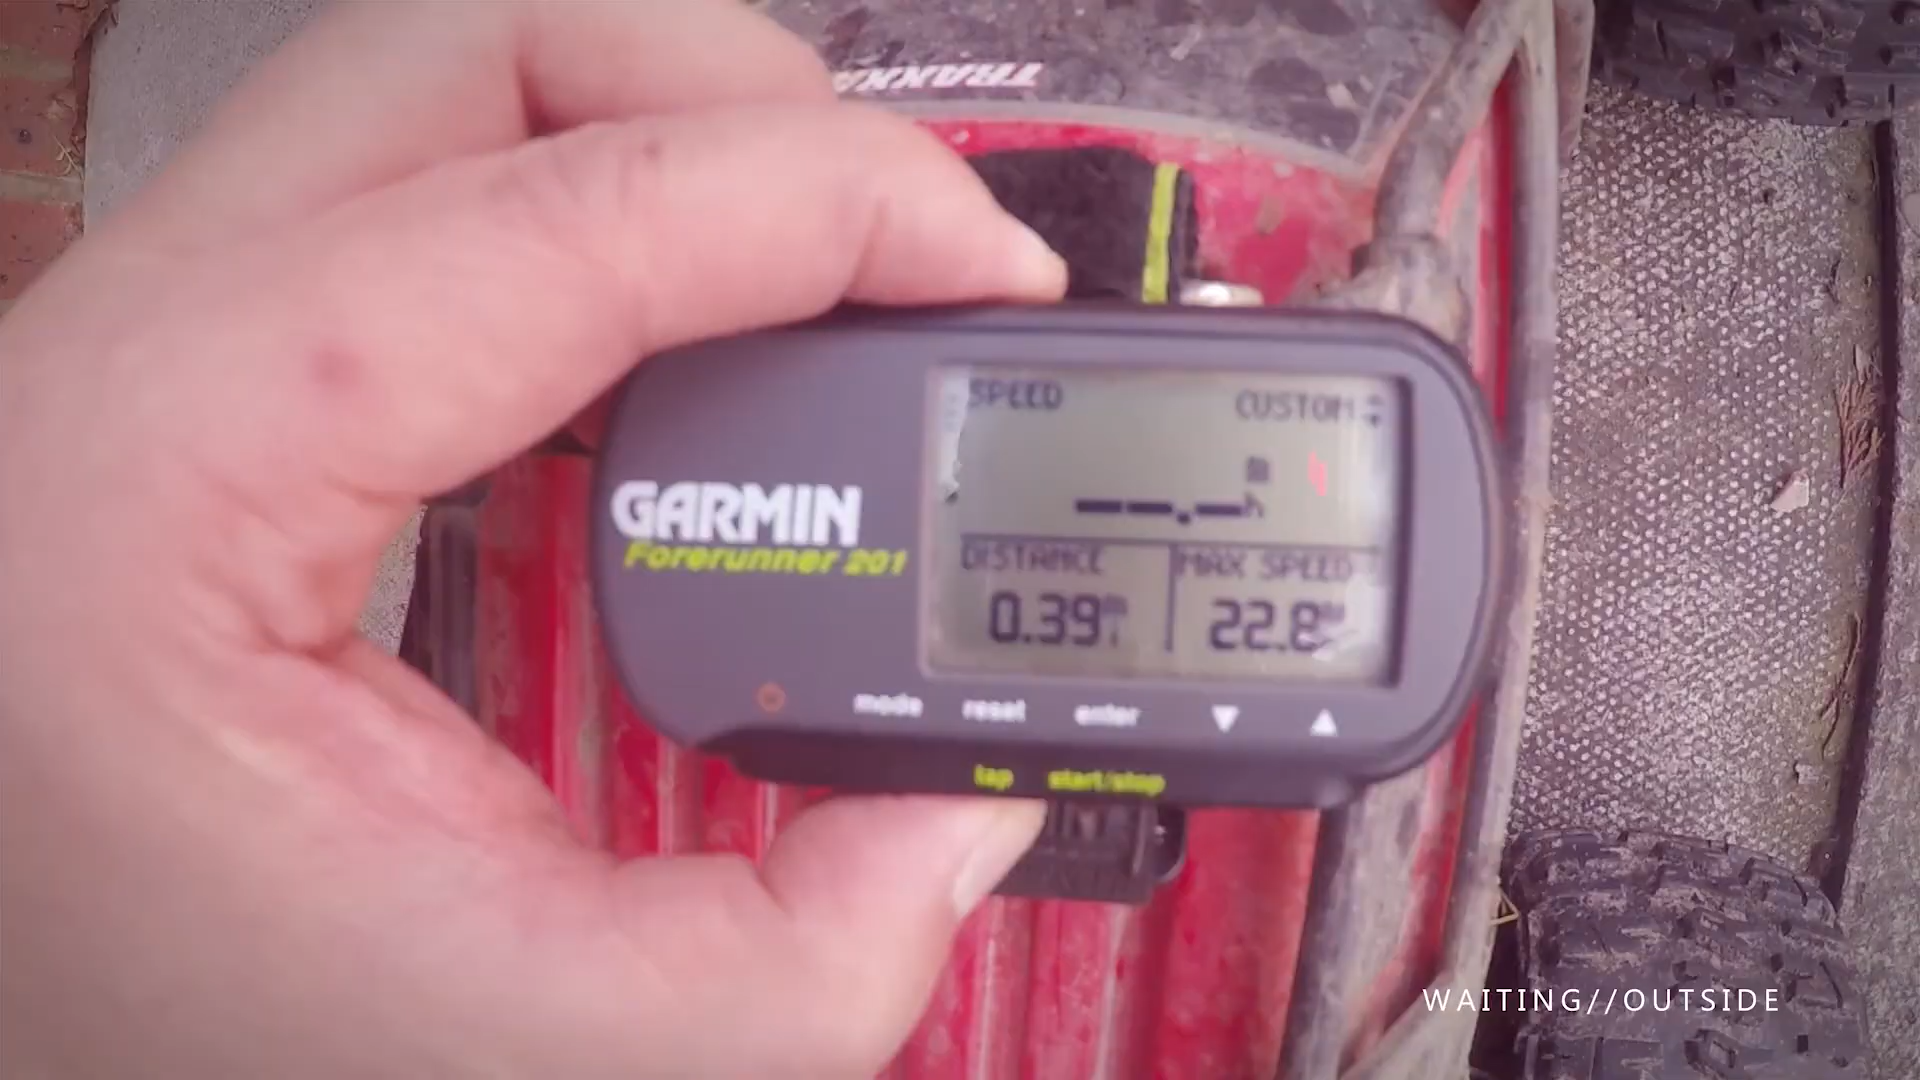 TRAXXA
SPEED CUSTOM
m
h
--.-
DISTANCE MAX SPEED
0.39 22.8
GARMIN
Forerunner 201
mode reset enter
lap start/stop
WAITING//OUTSIDE